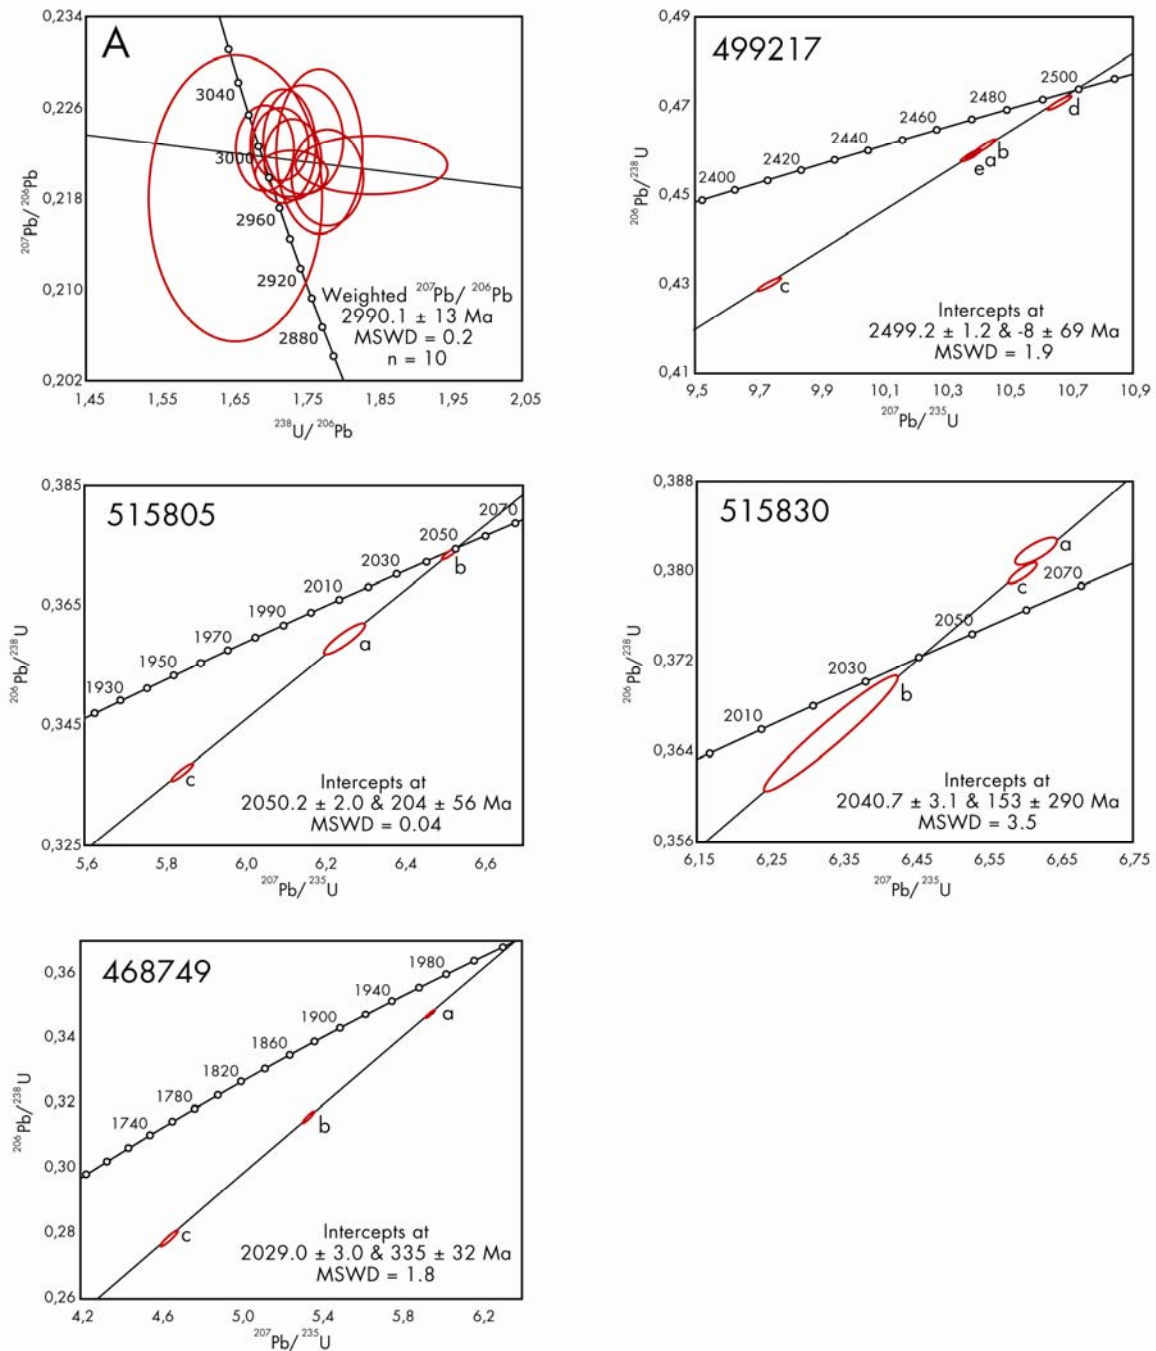 A
0,234
0,226
0,218
0,210
0,202
207Pb/ 206Pb
3040
3000
2960
2920
2880
Weighted 207Pb/ 206Pb
2990.1 ± 13 Ma
MSWD = 0.2
n = 10
1,45 1,55 1,65 1,75 1,85 1,95 2,05
238U/ 206Pb
499217
0,49
0,47
0,45
0,43
0,41
206Pb/238U
2400 2420 2440 2460 2480 2500
d
b
a
e
c
Intercepts at
2499.2 ± 1.2 & -8 ± 69 Ma
MSWD = 1.9
9,5 9,7 9,9 10,1 10,3 10,5 10,7 10,9
207Pb/ 235U
515805
0,385
0,365
0,345
0,325
206Pb/238U
1930 1950 1970 1990 2010 2030 2050 2070
b
a
c
Intercepts at
2050.2 ± 2.0 & 204 ± 56 Ma
MSWD = 0.04
5,6 5,8 6,0 6,2 6,4 6,6
207Pb/ 235U
515830
0,388
0,380
0,372
0,364
0,356
206Pb/238U
2010 2030 2050 2070
a
c
b
Intercepts at
2040.7 ± 3.1 & 153 ± 290 Ma
MSWD = 3.5
6,15 6,25 6,35 6,45 6,55 6,65 6,75
207Pb/ 235U
468749
0,36
0,34
0,32
0,30
0,28
0,26
206Pb/238U
1740 1780 1820 1860 1900 1940 1980
a
b
c
Intercepts at
2029.0 ± 3.0 & 335 ± 32 Ma
MSWD = 1.8
4,2 4,6 5,0 5,4 5,8 6,2
207Pb/ 235U